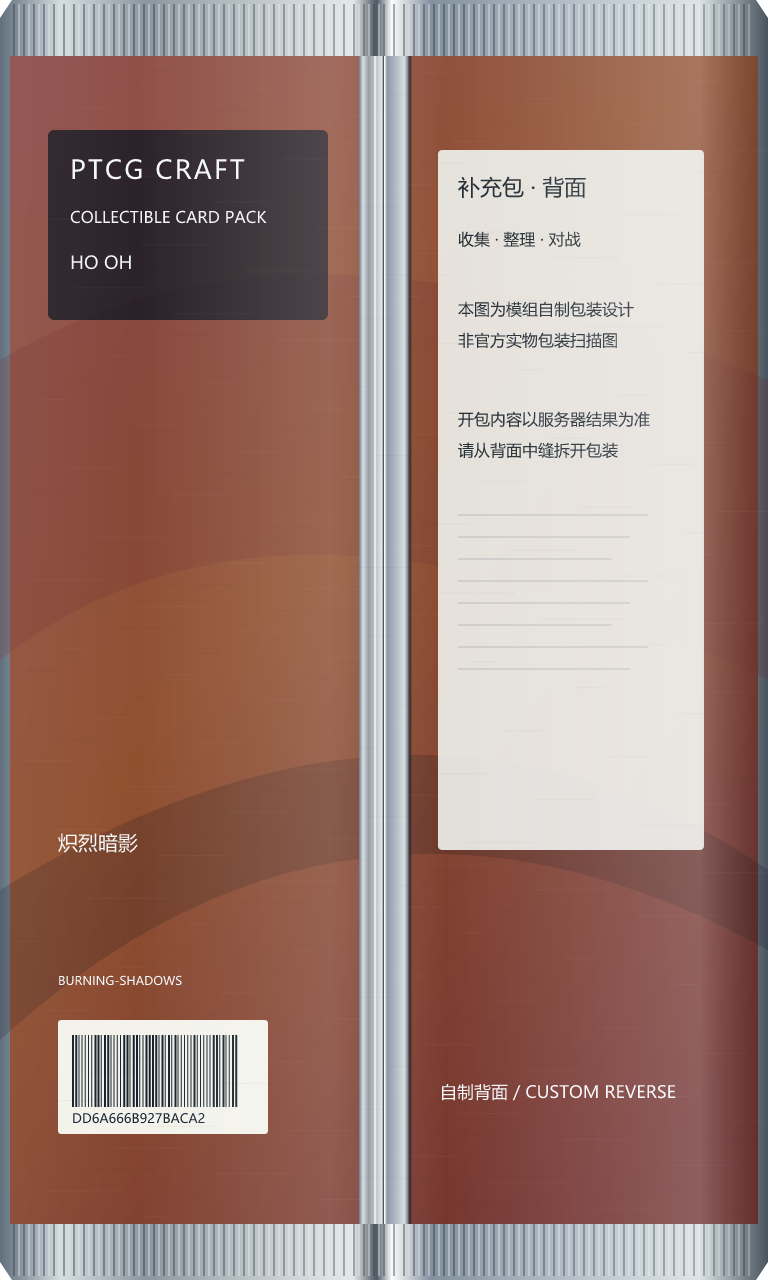 PTCG CRAFT
COLLECTIBLE CARD PACK
HO OH
炽烈暗影
BURNING-SHADOWS
DD6A666B927BACA2
补充包 · 背面
收集 · 整理 · 对战
本图为模组自制包装设计
非官方实物包装扫描图
开包内容以服务器结果为准
请从背面中缝拆开包装
自制背面 / CUSTOM REVERSE